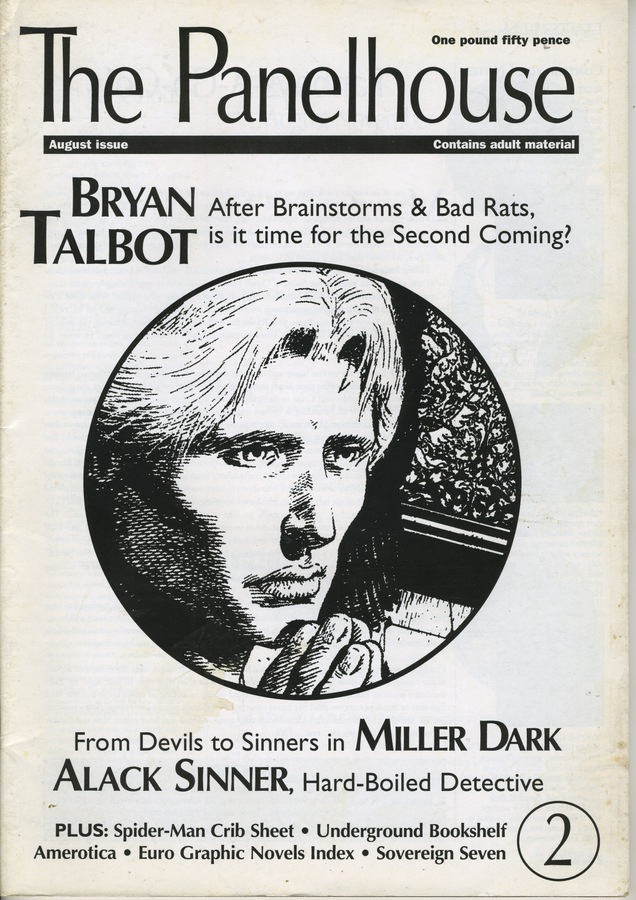 One pound fifty pence
The Panelhouse
August issue Contains adult material
BRYAN TALBOT
After Brainstorms & Bad Rats,
is it time for the Second Coming?
From Devils to Sinners in MILLER DARK
ALACK SINNER, Hard-Boiled Detective
PLUS: Spider-Man Crib Sheet • Underground Bookshelf
Amerotica • Euro Graphic Novels Index • Sovereign Seven
2